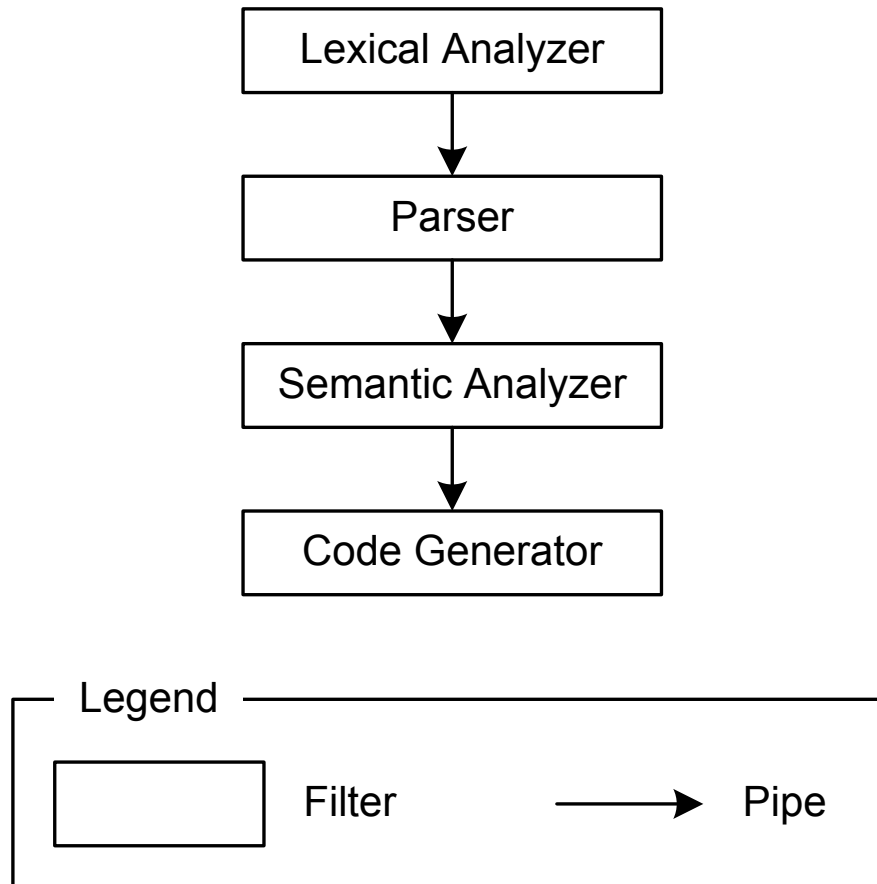 Lexical Analyzer
Parser
Semantic Analyzer
Code Generator
Legend
Filter Pipe